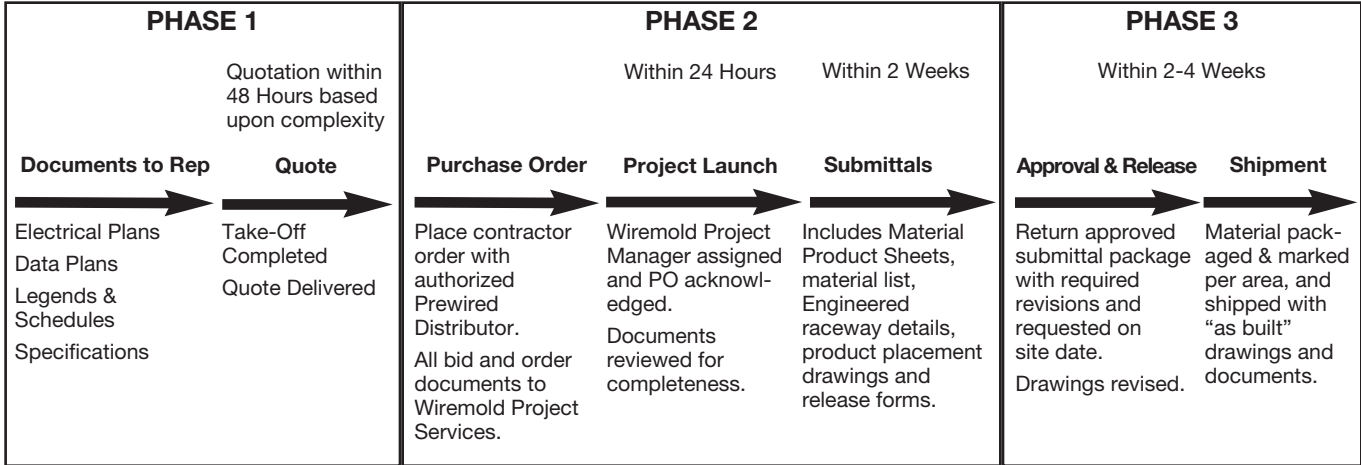 PHASE 1
Quotation within
48 Hours based
upon complexity
Documents to Rep
Electrical Plans
Data Plans
Legends &
Schedules
Specifications
Quote
Take-Off
Completed
Quote Delivered
PHASE 2
Within 24 Hours
Within 2 Weeks
Purchase Order
Place contractor
order with
authorized
Prewired
Distributor.
All bid and order
documents to
Wiremold Project
Services.
Project Launch
Wiremold Project
Manager assigned
and PO acknowl-
edged.
Documents
reviewed for
completeness.
Submittals
Includes Material
Product Sheets,
material list,
Engineered
raceway details,
product placement
drawings and
release forms.
PHASE 3
Within 2-4 Weeks
Approval & Release
Return approved
submittal package
with required
revisions and
requested on
site date.
Drawings revised.
Shipment
Material pack-
aged & marked
per area, and
shipped with
“as built”
drawings and
documents.